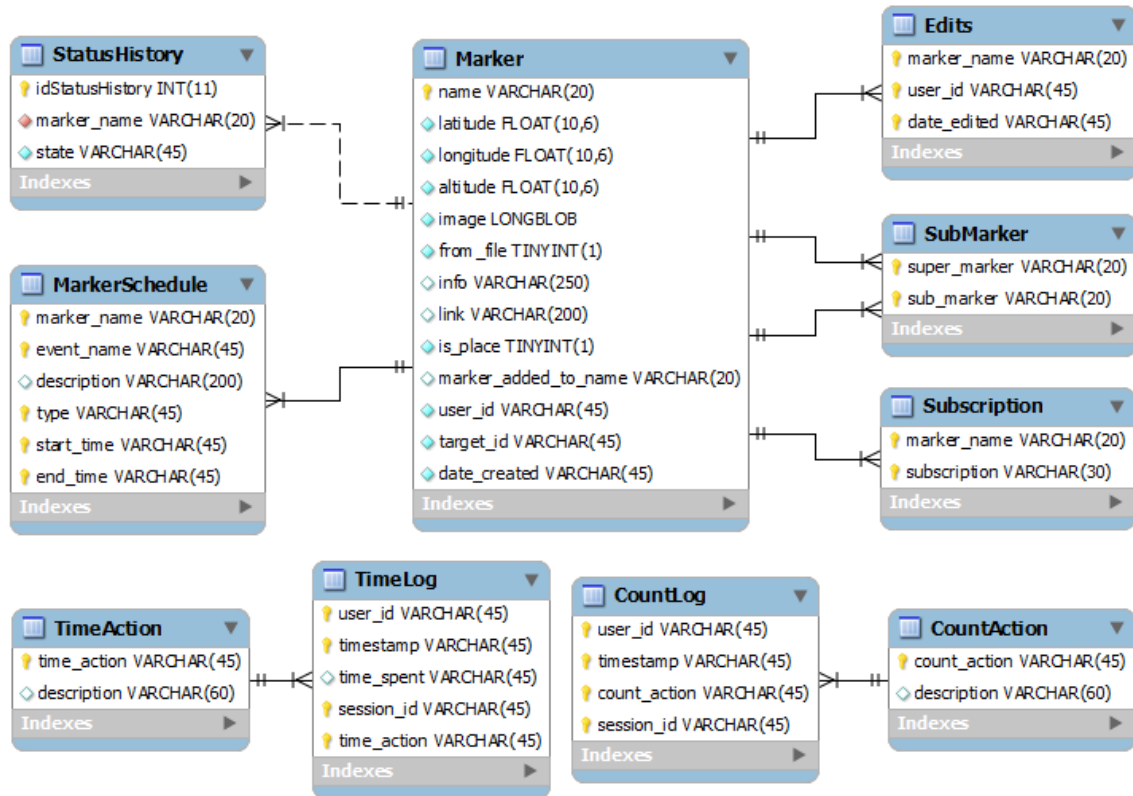 StatusHistory
idStatusHistory INT(11)
marker_name VARCHAR(20)
state VARCHAR(45)
Indexes
MarkerSchedule
marker_name VARCHAR(20)
event_name VARCHAR(45)
description VARCHAR(200)
type VARCHAR(45)
start_time VARCHAR(45)
end_time VARCHAR(45)
Indexes
Marker
name VARCHAR(20)
latitude FLOAT(10,6)
longitude FLOAT(10,6)
altitude FLOAT(10,6)
image LONGBLOB
from_file TINYINT(1)
info VARCHAR(250)
link VARCHAR(200)
is_place TINYINT(1)
marker_added_to_name VARCHAR(20)
user_id VARCHAR(45)
target_id VARCHAR(45)
date_created VARCHAR(45)
Indexes
Edits
marker_name VARCHAR(20)
user_id VARCHAR(45)
date_edited VARCHAR(45)
Indexes
SubMarker
super_marker VARCHAR(20)
sub_marker VARCHAR(20)
Indexes
Subscription
marker_name VARCHAR(20)
subscription VARCHAR(30)
Indexes
TimeAction
time_action VARCHAR(45)
description VARCHAR(60)
Indexes
TimeLog
user_id VARCHAR(45)
timestamp VARCHAR(45)
time_spent VARCHAR(45)
session_id VARCHAR(45)
time_action VARCHAR(45)
Indexes
CountLog
user_id VARCHAR(45)
timestamp VARCHAR(45)
count_action VARCHAR(45)
session_id VARCHAR(45)
Indexes
CountAction
count_action VARCHAR(45)
description VARCHAR(60)
Indexes